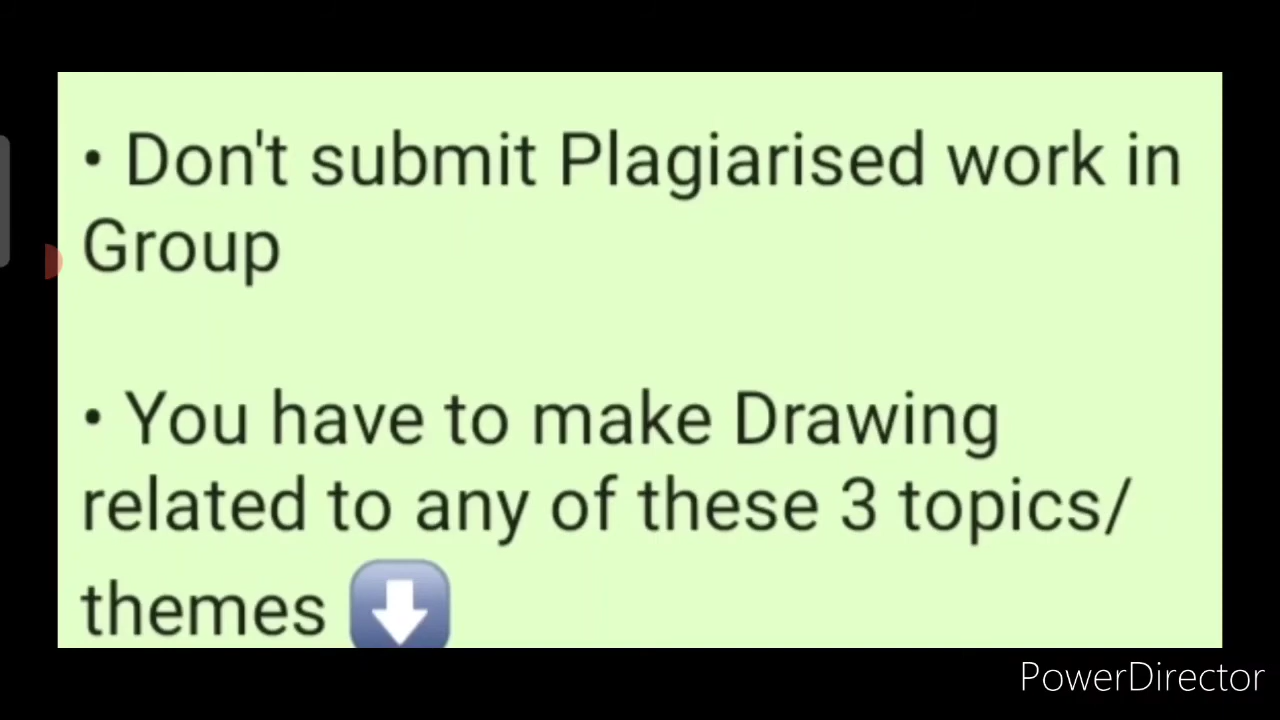 • Don't submit Plagiarised work in
Group
• You have to make Drawing
related to any of these 3 topics/
themes ⬇
PowerDirector